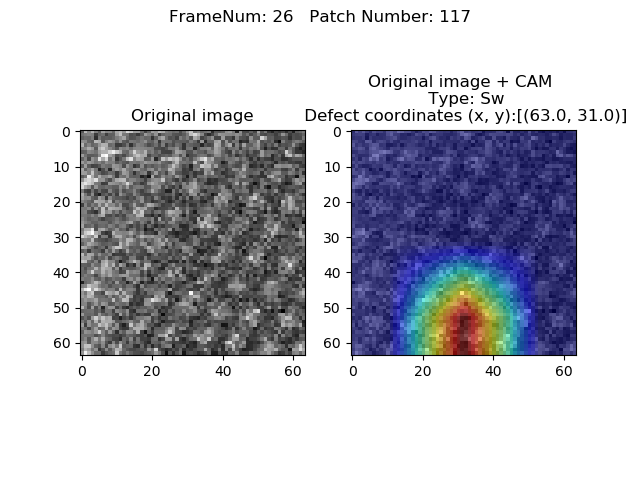 FrameNum: 26   Patch Number: 117
Original image
Original image + CAM
Type: Sw
Defect coordinates (x, y):[(63.0, 31.0)]
0
10
20
30
40
50
60
0 20 40 60
0
10
20
30
40
50
60
0 20 40 60